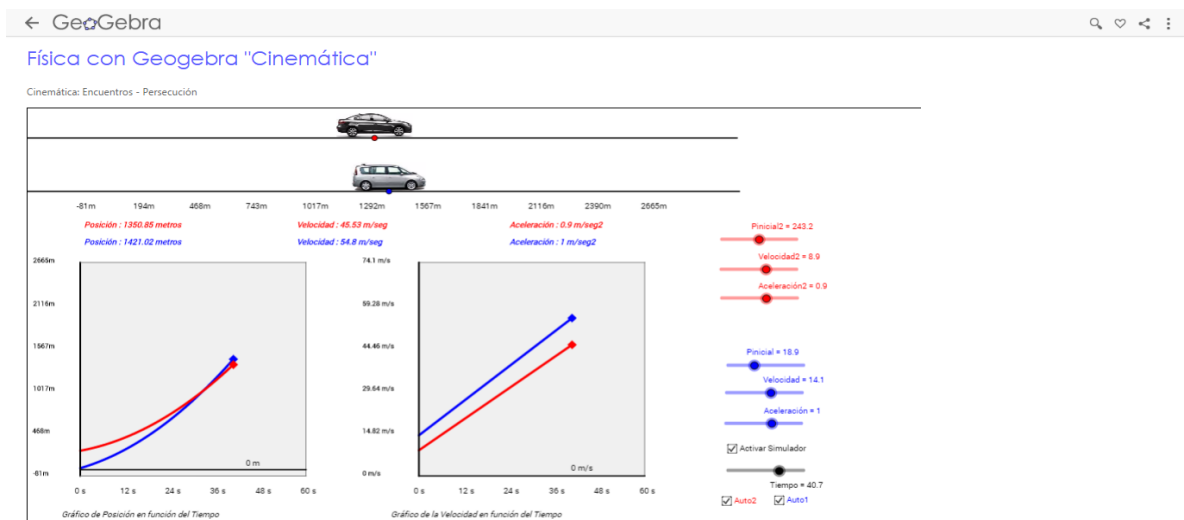 GeoGebra
Física con Geogebra "Cinemática"
Cinemática: Encuentros - Persecución
-81m 194m 468m 743m 1017m 1292m 1567m 1841m 2116m 2390m 2665m
Posición : 1350.85 metros Velocidad : 45.53 m/seg Aceleración : 0.9 m/seg2
Posición : 1421.02 metros Velocidad : 54.8 m/seg Aceleración : 1 m/seg2
Pinicial2 = 243.2
Velocidad2 = 8.9
Aceleración2 = 0.9
2665m
2116m
1567m
1017m
468m
-81m
0 m
0 s 12 s 24 s 36 s 48 s 60 s
Gráfico de Posición en función del Tiempo
74.1 m/s
59.28 m/s
44.46 m/s
29.64 m/s
14.82 m/s
0 m/s
0 m/s
0 s 12 s 24 s 36 s 48 s 60 s
Gráfico de la Velocidad en función del Tiempo
Pinicial = 18.9
Velocidad = 14.1
Aceleración = 1
Activar Simulador
Tiempo = 40.7
Auto2 Auto1